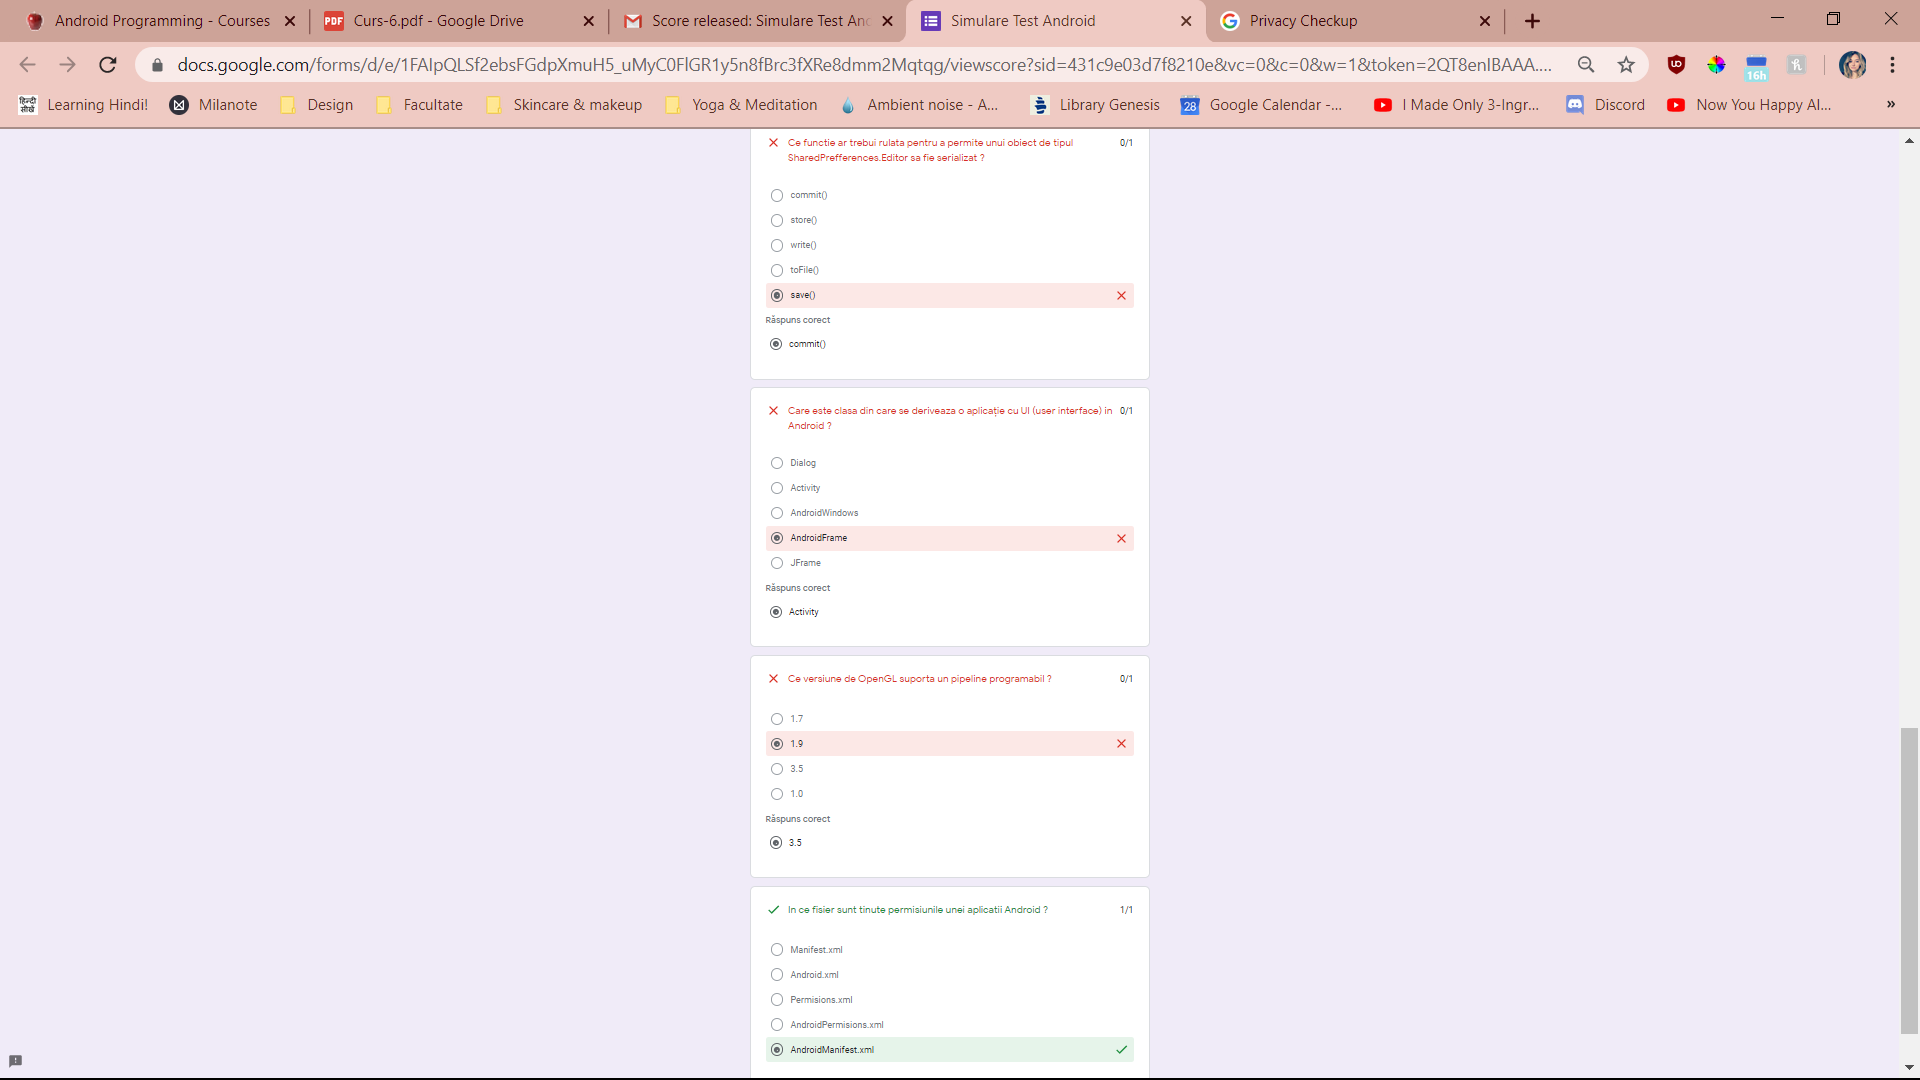 Android Programming - Courses
PDF Curs-6.pdf - Google Drive
Score released: Simulare Test And
Simulare Test Android
Privacy Checkup
docs.google.com/forms/d/e/1FAIpQLSf2ebsFGdpXmuH5_uMyC0FlGR1y5n8fBrc3fXRe8dmm2Mqtqg/viewscore?sid=431c9e03d7f8210e&vc=0&c=0&w=1&token=2QT8enIBAAA....
16h
हिन्दी सीखें Learning Hindi!
Milanote
Design
Facultate
Skincare & makeup
Yoga & Meditation
Ambient noise - A...
Library Genesis
28 Google Calendar -...
I Made Only 3-Ingr...
Discord
Now You Happy Al...
»
Ce functie ar trebui rulata pentru a permite unui obiect de tipul 0/1
SharedPrefferences.Editor sa fie serializat ?
commit()
store()
write()
toFile()
save()
Răspuns corect
commit()
Care este clasa din care se deriveaza o aplicație cu UI (user interface) in 0/1
Android ?
Dialog
Activity
AndroidWindows
AndroidFrame
JFrame
Răspuns corect
Activity
Ce versiune de OpenGL suporta un pipeline programabil ? 0/1
1.7
1.9
3.5
1.0
Răspuns corect
3.5
In ce fisier sunt tinute permisiunile unei aplicatii Android ? 1/1
Manifest.xml
Android.xml
Permisions.xml
AndroidPermisions.xml
AndroidManifest.xml